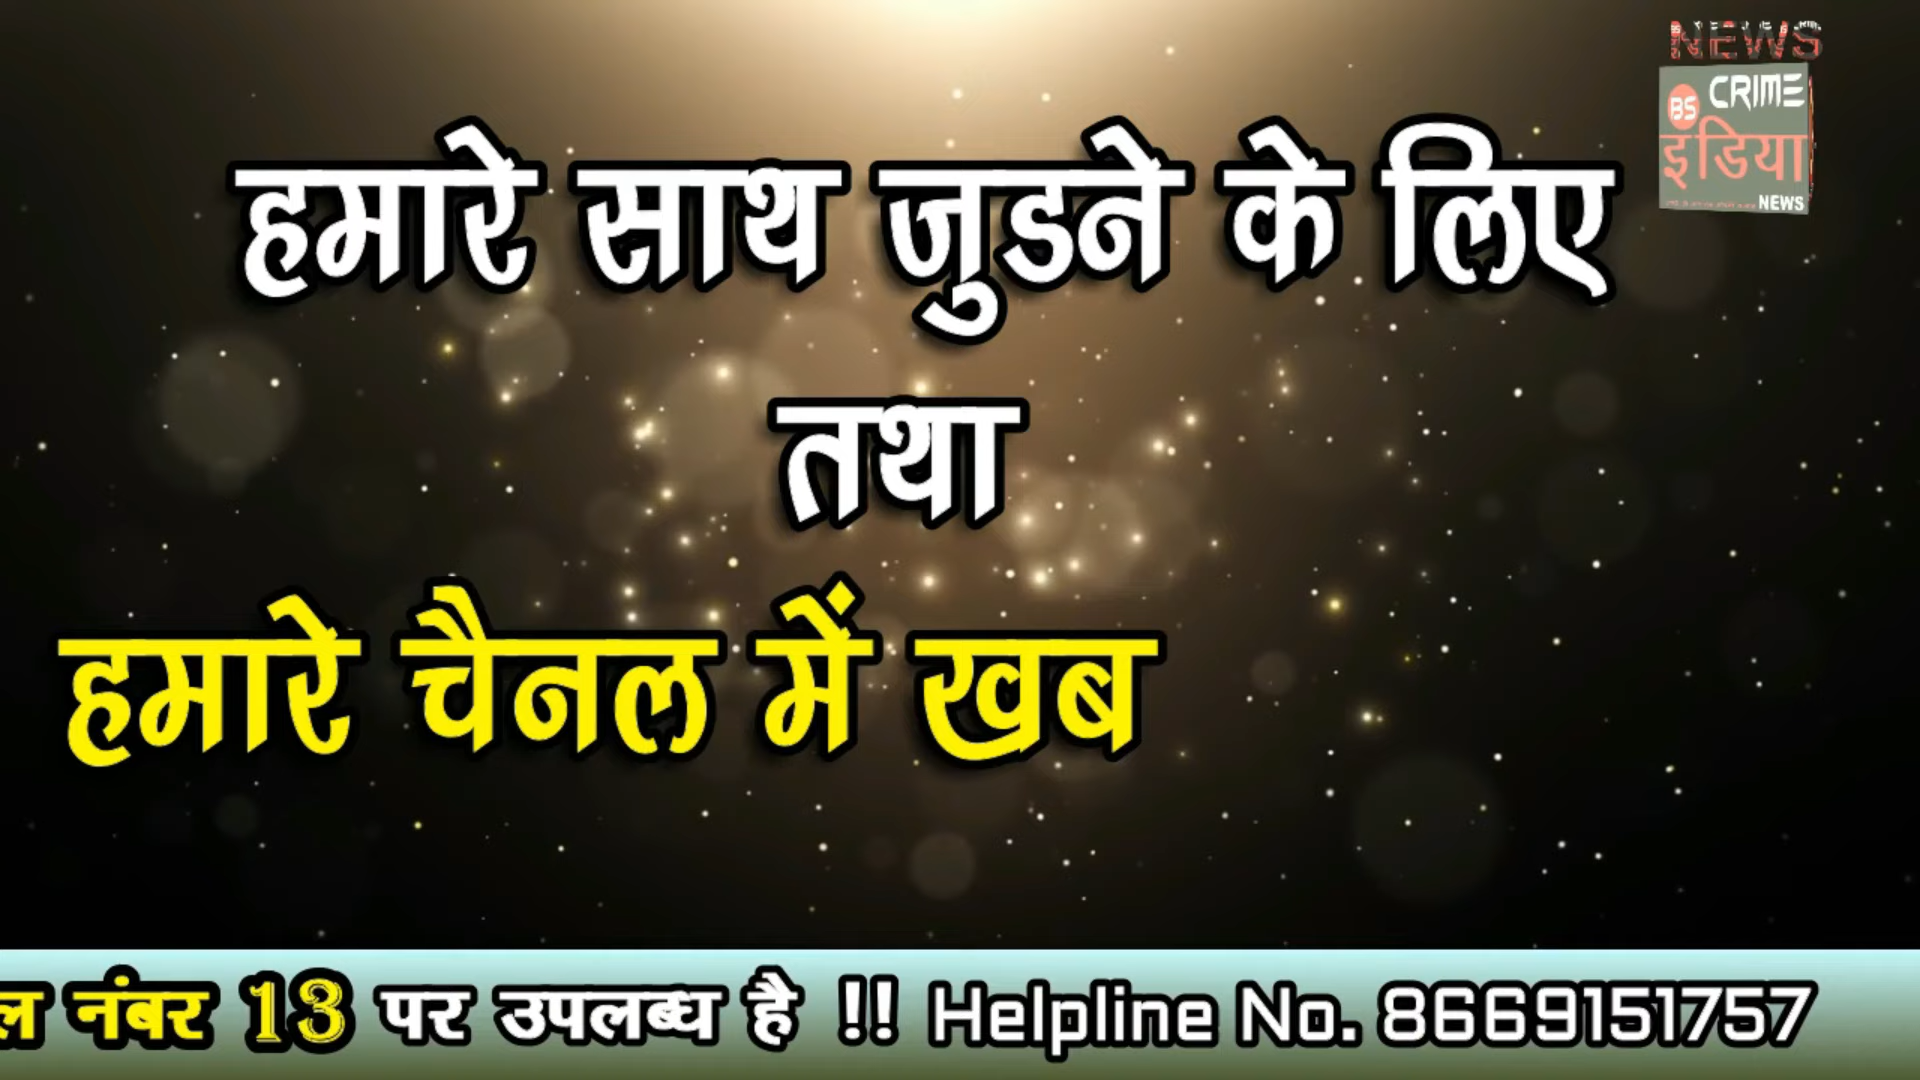 NEWS
BS CRIME
इंडिया
NEWS
हमारे साथ जुडने के लिए
तथा
हमारे चैनल में खब
ल नंबर 13 पर उपलब्ध है !! Helpline No. 8669151757